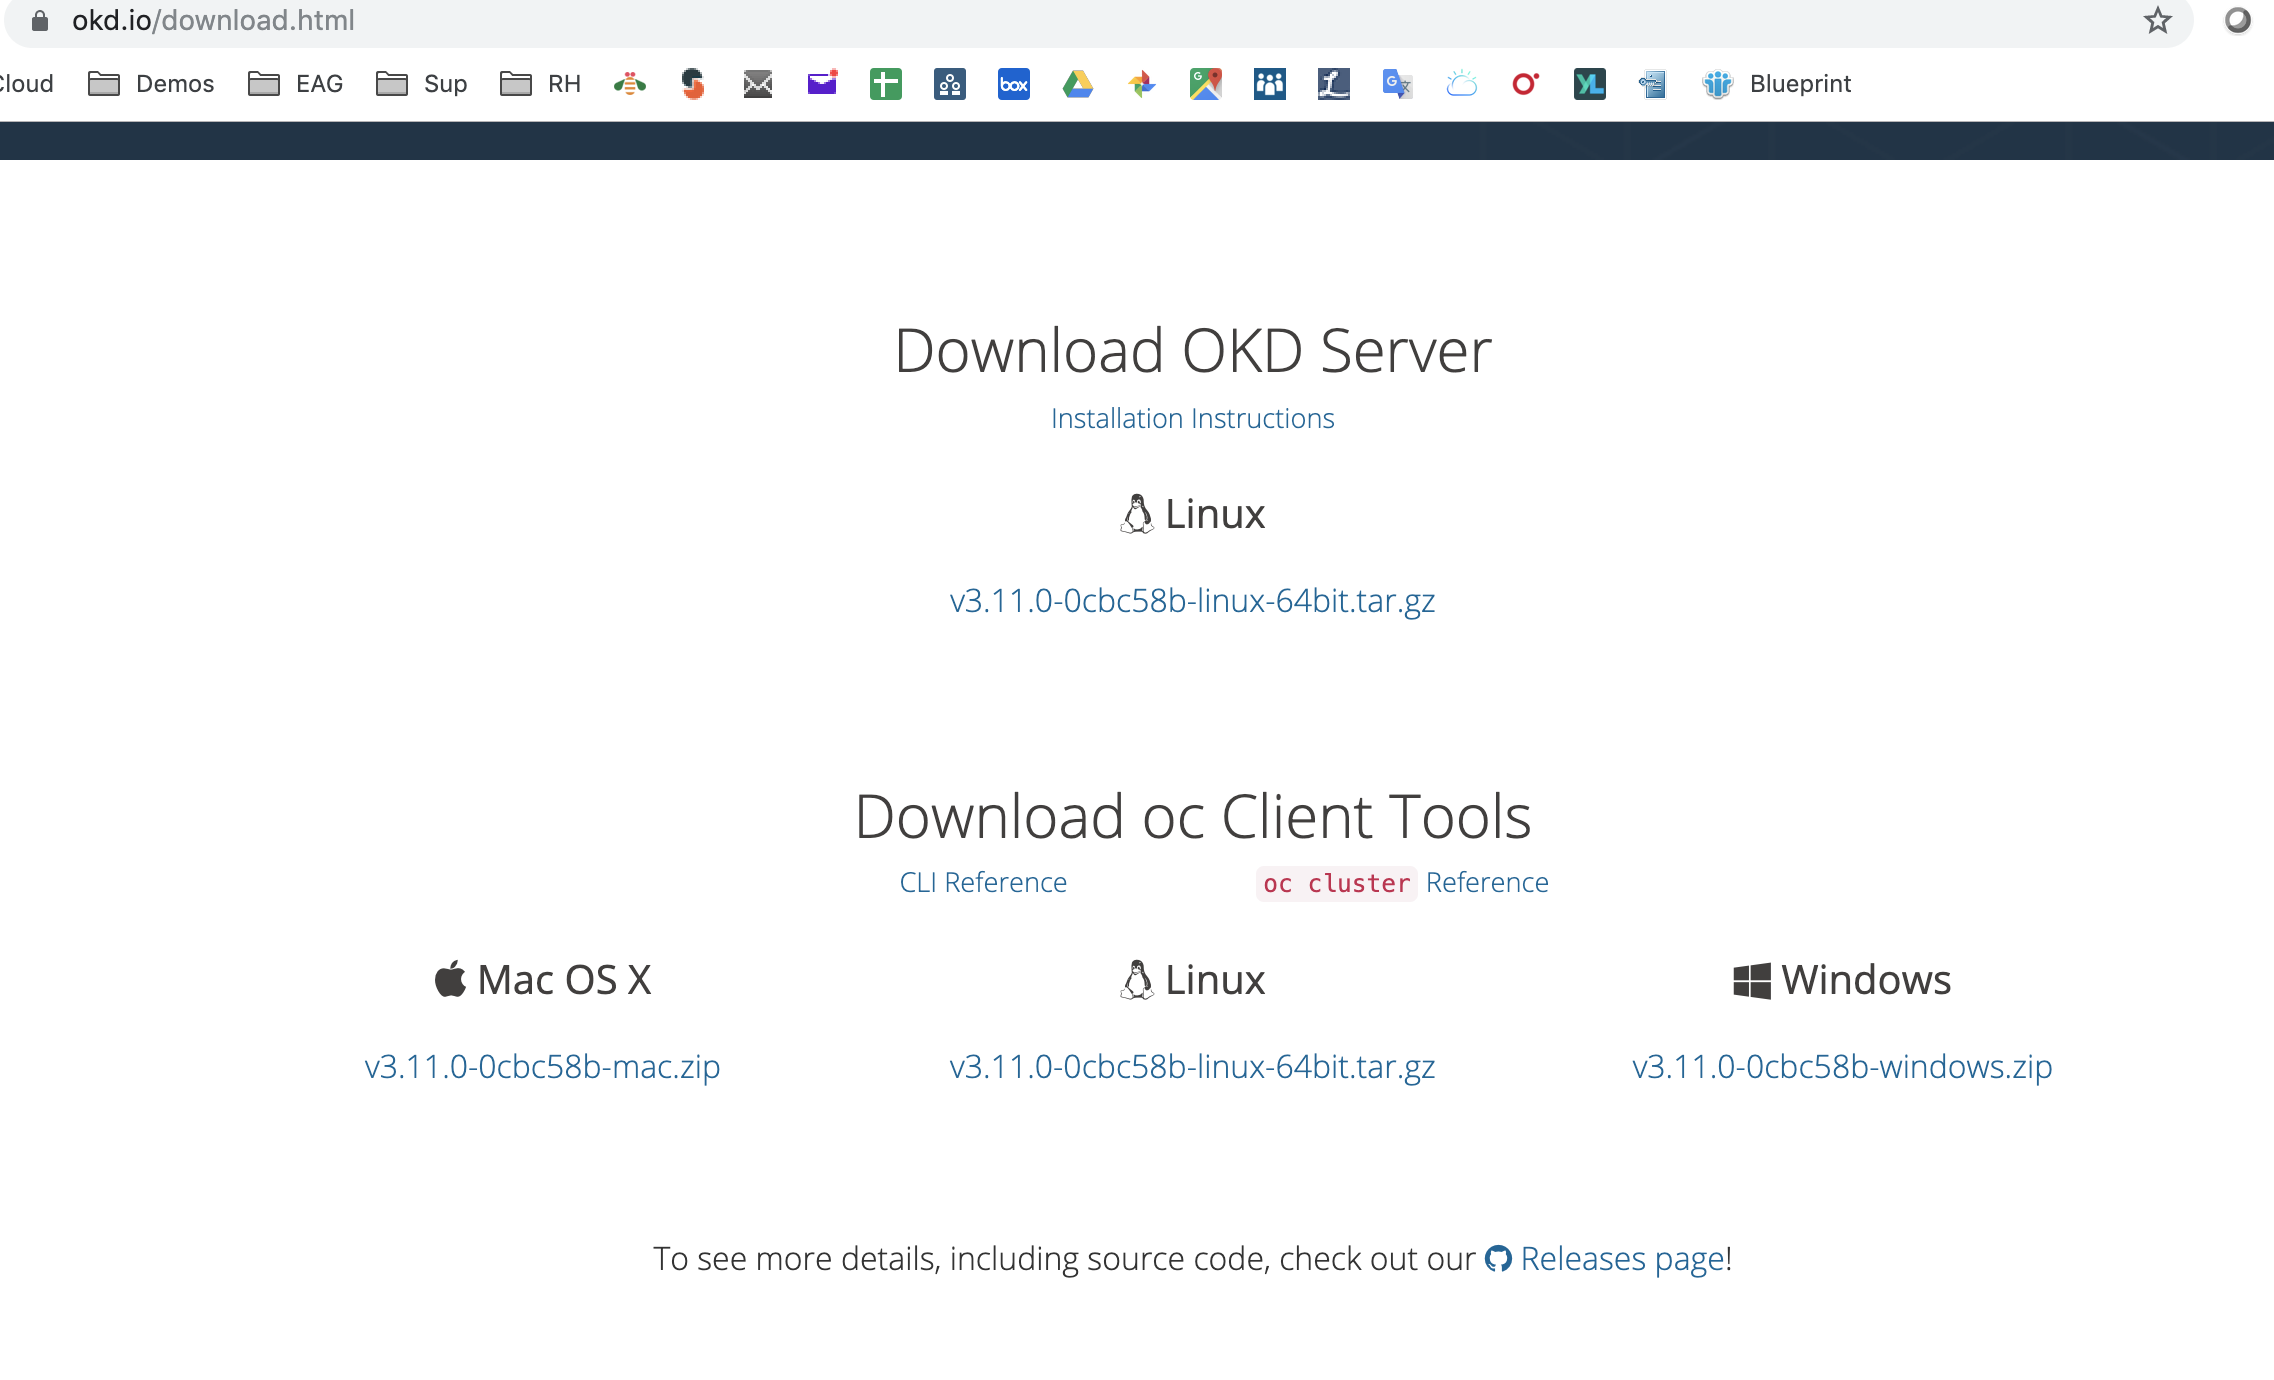 okd.io/download.html
Cloud Demos EAG Sup RH box Blueprint
Download OKD Server
Installation Instructions
Linux
v3.11.0-0cbc58b-linux-64bit.tar.gz
Download oc Client Tools
CLI Reference oc cluster Reference
Mac OS X Linux Windows
v3.11.0-0cbc58b-mac.zip v3.11.0-0cbc58b-linux-64bit.tar.gz v3.11.0-0cbc58b-windows.zip
To see more details, including source code, check out our Releases page!